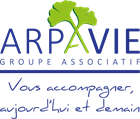 ARPAVIE
GROUPE ASSOCIATIF
Vous accompagner,
aujourd'hui et demain